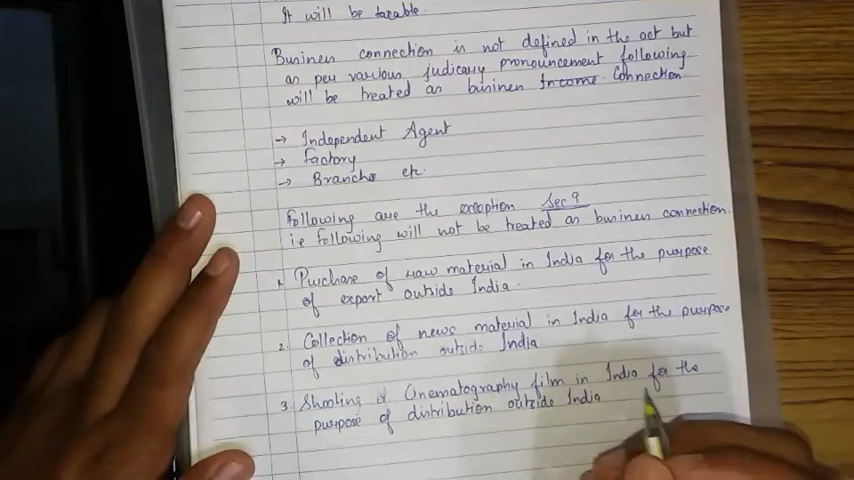 It will be taxable.
Business connection is not defined in the act but
as per various judicary pronouncement following
will be treated as business Income Connection
→ Independent Agent
→ Factory
→ Branch etc.
Following are the exception Sec 9
i.e following will not be treated as business connection.
1. Purchase of raw material in India for the purpose
of export outside India.
2. Collection of news material in India for the purpose
of distribution outside India
3. Shooting of Cinematography film in India for the
purpose of distribution outside India